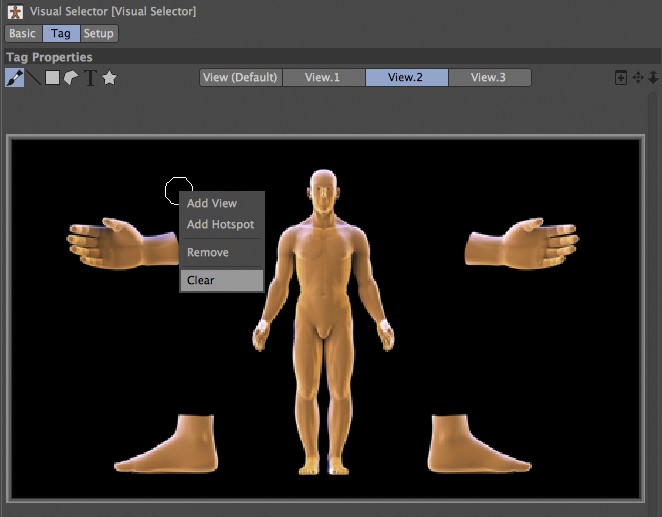 Visual Selector [Visual Selector]
Basic Tag Setup
Tag Properties
T View (Default) View.1 View.2 View.3
Add View
Add Hotspot
Remove
Clear